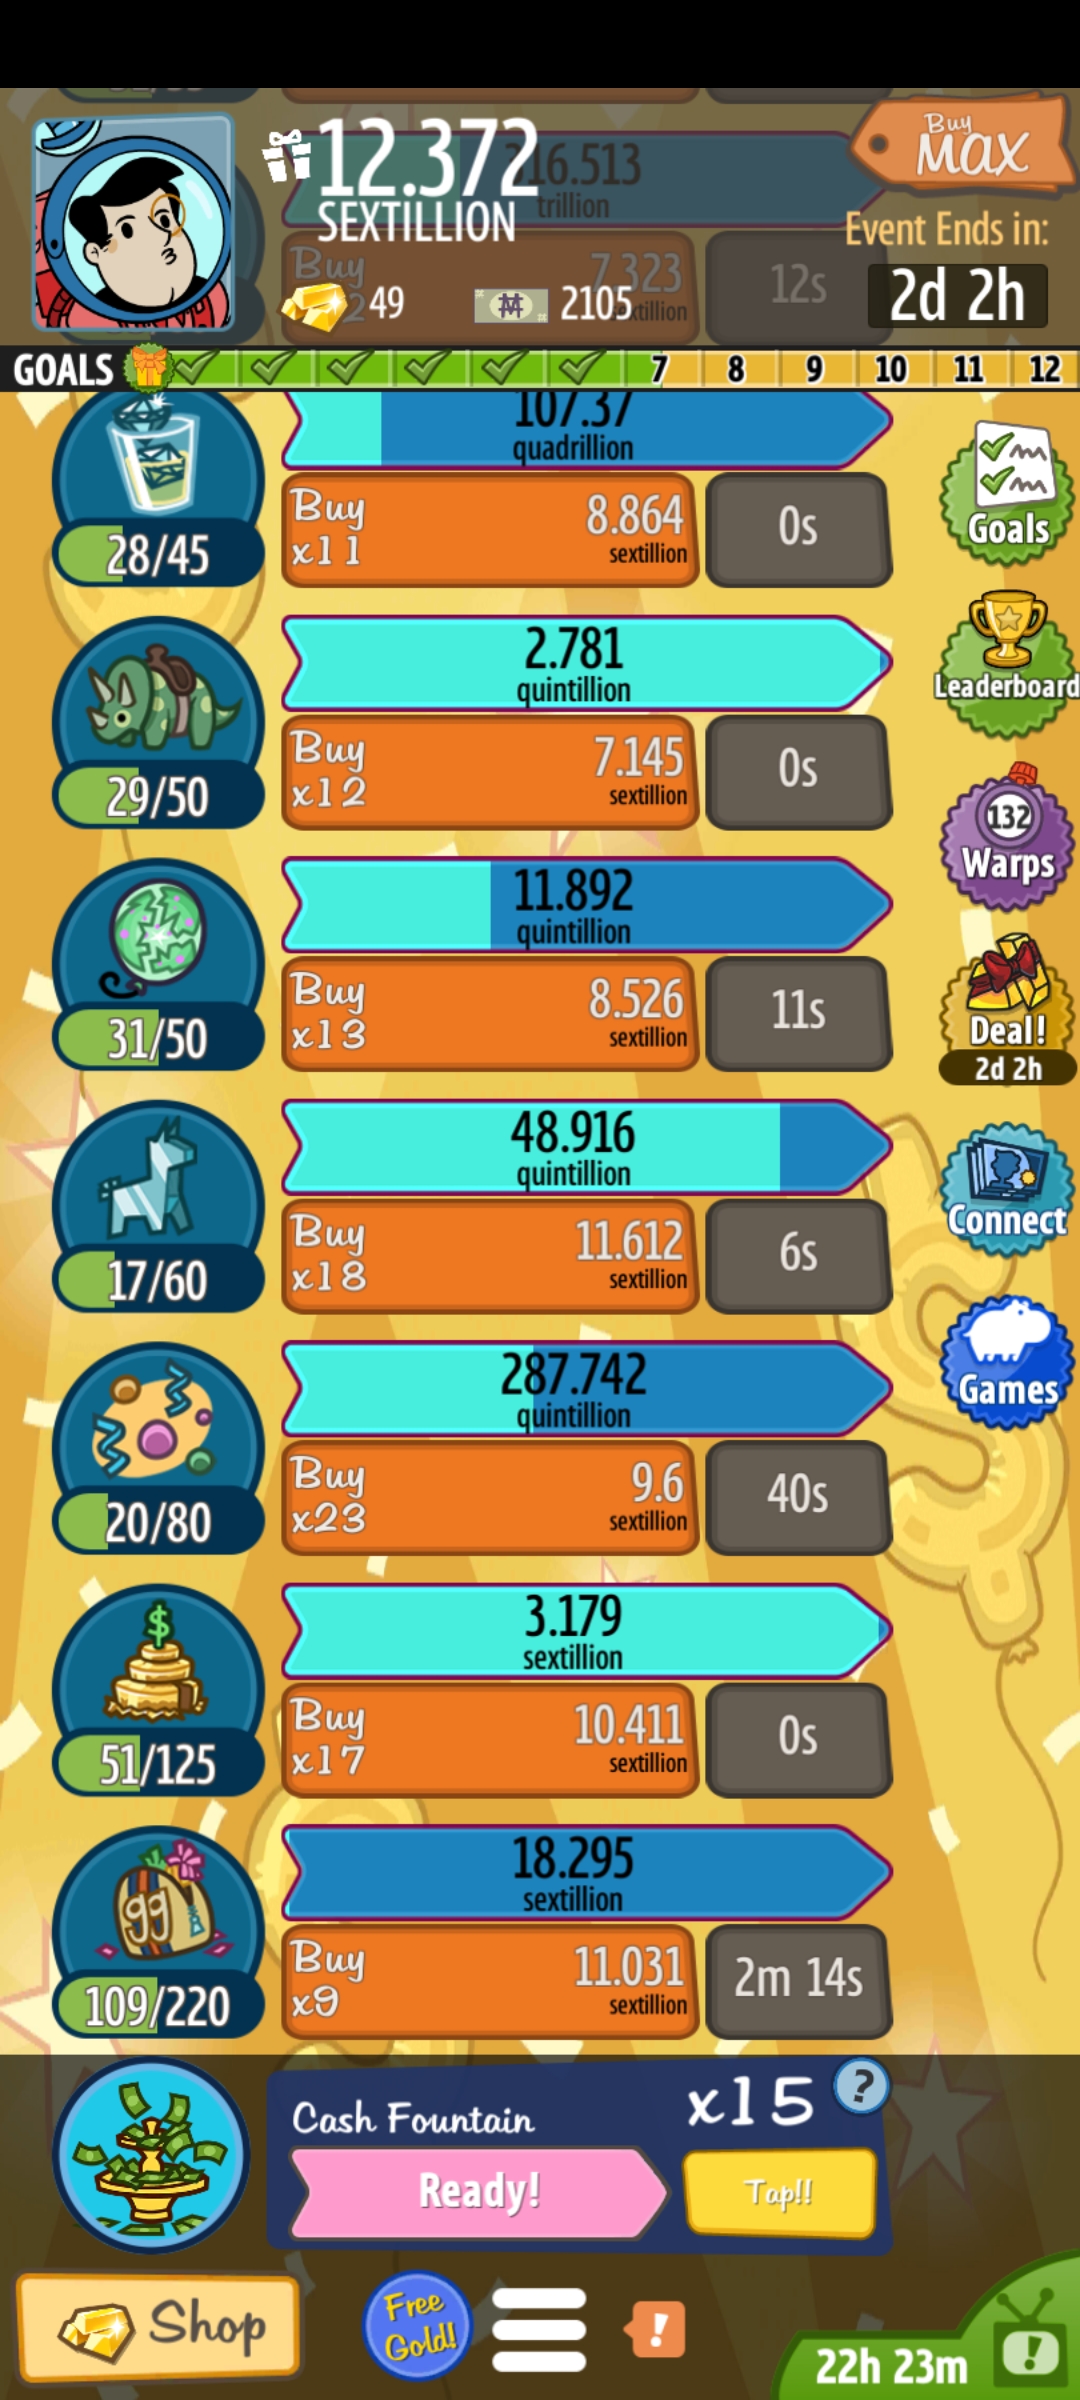 12.372
SEXTILLION
Buy
MAX
Event Ends in:
2d 2h
49
2105
16.513
trillion
Buy
7.323
12s
GOALS
7
8
9
10
11
12
107.37
quadrillion
28/45
Buy
x11
8.864
sextillion
0s
Goals
2.781
quintillion
29/50
Buy
x12
7.145
sextillion
0s
Leaderboard
11.892
quintillion
31/50
Buy
x13
8.526
sextillion
11s
132
Warps
Deal!
2d 2h
48.916
quintillion
17/60
Buy
x18
11.612
sextillion
6s
Connect
287.742
quintillion
20/80
Buy
x23
9.6
sextillion
40s
Games
$
3.179
sextillion
51/125
Buy
x17
10.411
sextillion
0s
99
18.295
sextillion
109/220
Buy
x9
11.031
sextillion
2m 14s
Cash Fountain
x15
?
Ready!
Tap!!
Shop
Free
Gold!
!
22h 23m
!